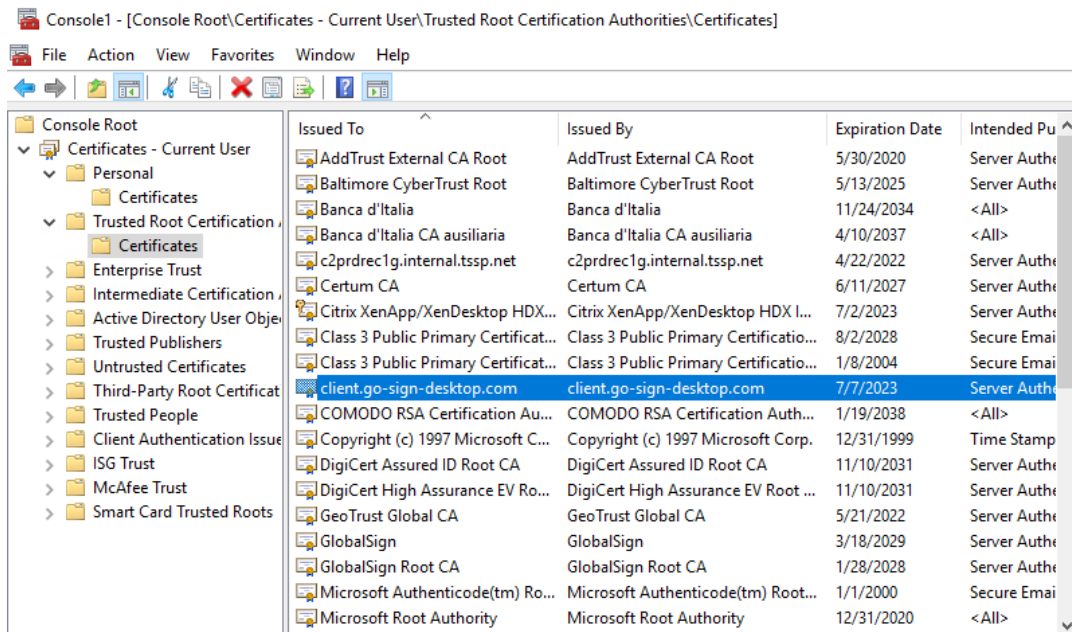 Console1 - [Console Root\Certificates - Current User\Trusted Root Certification Authorities\Certificates]
File Action View Favorites Window Help
Console Root
Certificates - Current User
Personal
Certificates
Trusted Root Certification
Certificates
Enterprise Trust
Intermediate Certification
Active Directory User Obje
Trusted Publishers
Untrusted Certificates
Third-Party Root Certificat
Trusted People
Client Authentication Issue
ISG Trust
McAfee Trust
Smart Card Trusted Roots
Issued To Issued By Expiration Date Intended Pu
AddTrust External CA Root AddTrust External CA Root 5/30/2020 Server Authe
Baltimore CyberTrust Root Baltimore CyberTrust Root 5/13/2025 Server Authe
Banca d'Italia Banca d'Italia 11/24/2034 <All>
Banca d'Italia CA ausiliaria Banca d'Italia CA ausiliaria 4/10/2037 <All>
c2prdrec1g.internal.tssp.net c2prdrec1g.internal.tssp.net 4/22/2022 Server Authe
Certum CA Certum CA 6/11/2027 Server Authe
Citrix XenApp/XenDesktop HDX... Citrix XenApp/XenDesktop HDX I... 7/2/2023 Server Authe
Class 3 Public Primary Certificat... Class 3 Public Primary Certificatio... 8/2/2028 Secure Emai
Class 3 Public Primary Certificat... Class 3 Public Primary Certificatio... 1/8/2004 Secure Emai
client.go-sign-desktop.com client.go-sign-desktop.com 7/7/2023 Server Authe
COMODO RSA Certification Au... COMODO RSA Certification Auth... 1/19/2038 <All>
Copyright (c) 1997 Microsoft C... Copyright (c) 1997 Microsoft Corp. 12/31/1999 Time Stamp
DigiCert Assured ID Root CA DigiCert Assured ID Root CA 11/10/2031 Server Authe
DigiCert High Assurance EV Ro... DigiCert High Assurance EV Root ... 11/10/2031 Server Authe
GeoTrust Global CA GeoTrust Global CA 5/21/2022 Server Authe
GlobalSign GlobalSign 3/18/2029 Server Authe
GlobalSign Root CA GlobalSign Root CA 1/28/2028 Server Authe
Microsoft Authenticode(tm) Ro... Microsoft Authenticode(tm) Root... 1/1/2000 Secure Emai
Microsoft Root Authority Microsoft Root Authority 12/31/2020 <All>